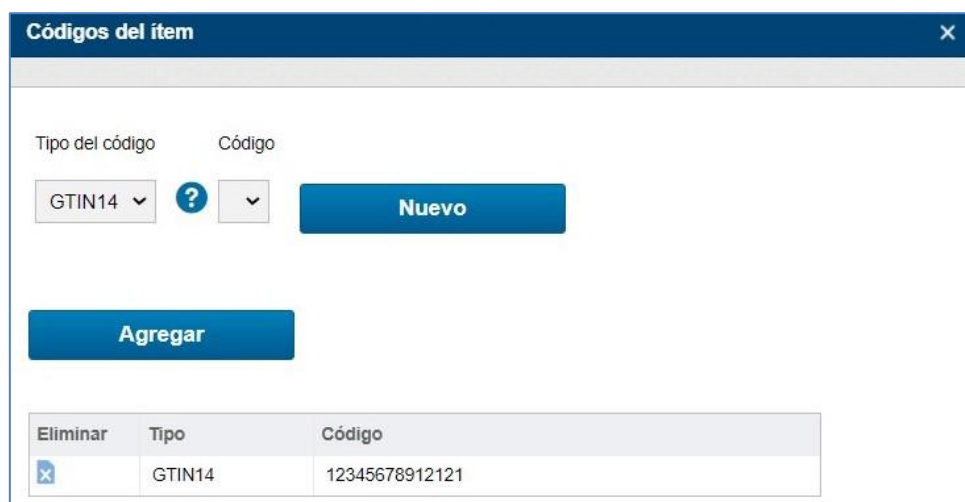 Códigos del ítem
Tipo del código Código
GTIN14 ? Nuevo
Agregar
Eliminar Tipo Código
GTIN14 12345678912121